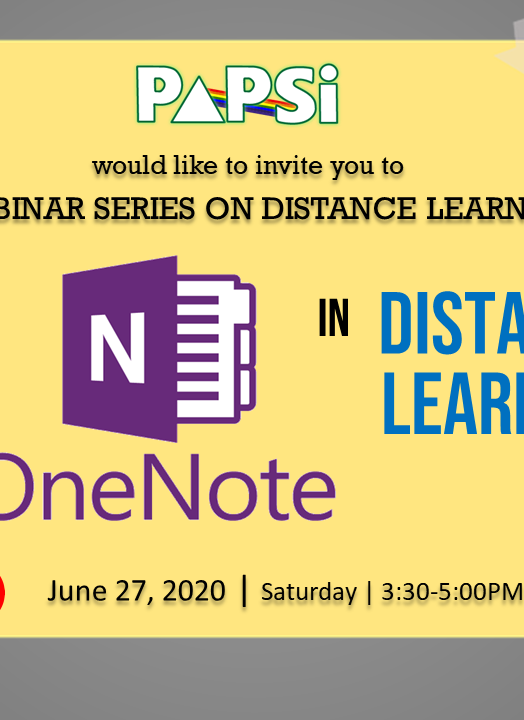 PAPSi
would like to invite you to
BINAR SERIES ON DISTANCE LEARN
N
OneNote
IN
DISTA
LEAR
June 27, 2020 | Saturday | 3:30-5:00PM